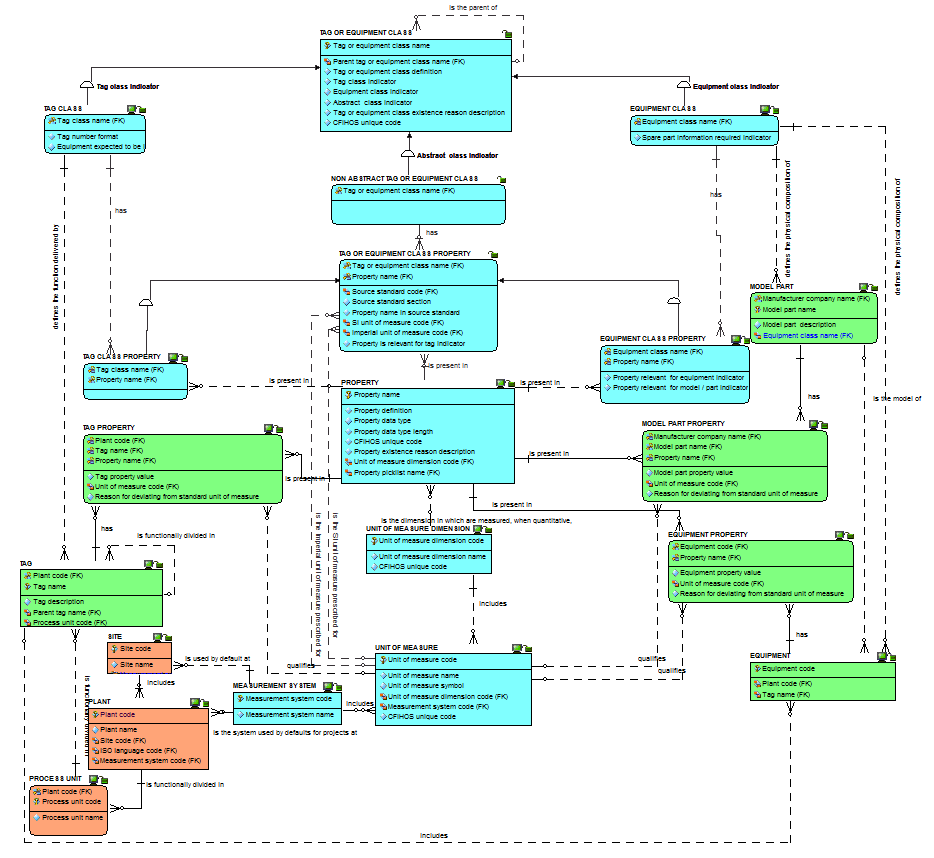 is the parent of
TAG OR EQUIPMENT CLASS
Tag or equipment class name
Parent tag or equipment class name (FK)
Tag or equipment class definition
Tag class indicator
Equipment class indicator
Abstract class indicator
Tag or equipment class existence reason description
CFIHOS unique code
Tag class indicator
Equipment class indicator
TAG CLASS
Tag class name (FK)
Tag number format
Equipment expected to be i
EQUIPMENT CLASS
Equipment class name (FK)
Spare part information required indicator
Abstract class indicator
NON ABSTRACT TAG OR EQUIPMENT CLASS
Tag or equipment class name (FK)
has
has
has
defines the function delivered by
defines the physical composition of
defines the physical composition of
TAG OR EQUIPMENT CLASS PROPERTY
Tag or equipment class name (FK)
Property name (FK)
Source standard code (FK)
Source standard section
Property name in source standard
SI unit of measure code (FK)
Imperial unit of measure code (FK)
Property is relevant for tag indicator
MODEL PART
Manufacturer company name (FK)
Model part name
Model part description
Equipment class name (FK)
TAG CLASS PROPERTY
Tag class name (FK)
Property name (FK)
EQUIPMENT CLASS PROPERTY
Equipment class name (FK)
Property name (FK)
Property relevant for equipment indicator
Property relevant for model / part indicator
is present in
is present in
is present in
has
is the model of
PROPERTY
Property name
Property definition
Property data type
Property data type length
CFIHOS unique code
Property existence reason description
Unit of measure dimension code (FK)
Property picklist name (FK)
TAG PROPERTY
Plant code (FK)
Tag name (FK)
Property name (FK)
Tag property value
Unit of measure code (FK)
Reason for deviating from standard unit of measure
MODEL PART PROPERTY
Manufacturer company name (FK)
Model part name (FK)
Property name (FK)
Model part property value
Unit of measure code (FK)
Reason for deviating from standard unit of measure
is present in
is present in
is present in
has
is functionally divided in
is the dimension in which are measured, when quantitative,
is the Imperial unit of measure prescribed for
is the SI unit of measure prescribed for
UNIT OF MEASURE DIMENSION
Unit of measure dimension code
Unit of measure dimension name
CFIHOS unique code
EQUIPMENT PROPERTY
Equipment code (FK)
Property name (FK)
Equipment property value
Unit of measure code (FK)
Reason for deviating from standard unit of measure
TAG
Plant code (FK)
Tag name
Tag description
Parent tag name (FK)
Process unit code (FK)
includes
has
SITE
Site code
Site name
is used by default at
includes
qualifies
qualifies
qualifies
UNIT OF MEASURE
Unit of measure code
Unit of measure name
Unit of measure symbol
Unit of measure dimension code (FK)
Measurement system code (FK)
CFIHOS unique code
EQUIPMENT
Equipment code
Plant code (FK)
Tag name (FK)
MEASUREMENT SYSTEM
Measurement system code
Measurement system name
includes
is the system used by defaults for projects at
PLANT
Plant code
Plant name
Site code (FK)
ISO language code (FK)
Measurement system code (FK)
is functionally divided in
PROCESS UNIT
Plant code (FK)
Process unit code
Process unit name
includes